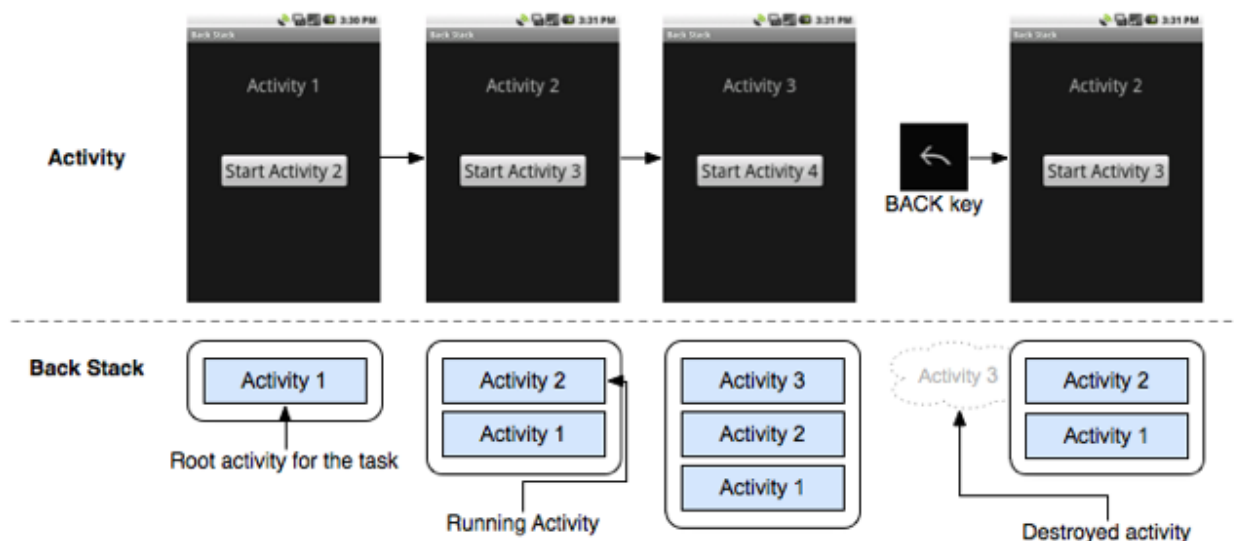 3:30 PM
Back Stack
Activity 1
Start Activity 2
3:31 PM
Back Stack
Activity 2
Start Activity 3
3:31 PM
Back Stack
Activity 3
Start Activity 4
BACK key
3:31 PM
Back Stack
Activity 2
Start Activity 3
Activity
Back Stack
Activity 1
Root activity for the task
Activity 2
Activity 1
Running Activity
Activity 3
Activity 2
Activity 1
Activity 3
Activity 2
Activity 1
Destroyed activity